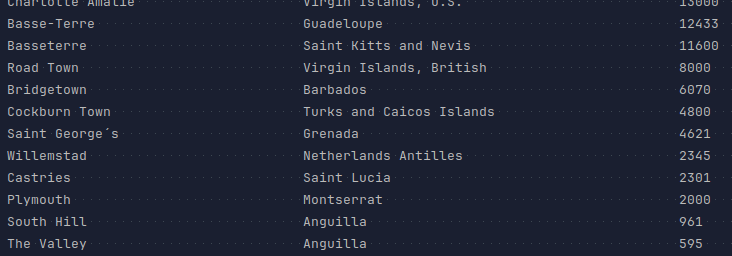 Charlotte Amalie Virgin Islands, U.S. 13000
Basse-Terre Guadeloupe 12433
Basseterre Saint Kitts and Nevis 11600
Road Town Virgin Islands, British 8000
Bridgetown Barbados 6070
Cockburn Town Turks and Caicos Islands 4800
Saint George´s Grenada 4621
Willemstad Netherlands Antilles 2345
Castries Saint Lucia 2301
Plymouth Montserrat 2000
South Hill Anguilla 961
The Valley Anguilla 595